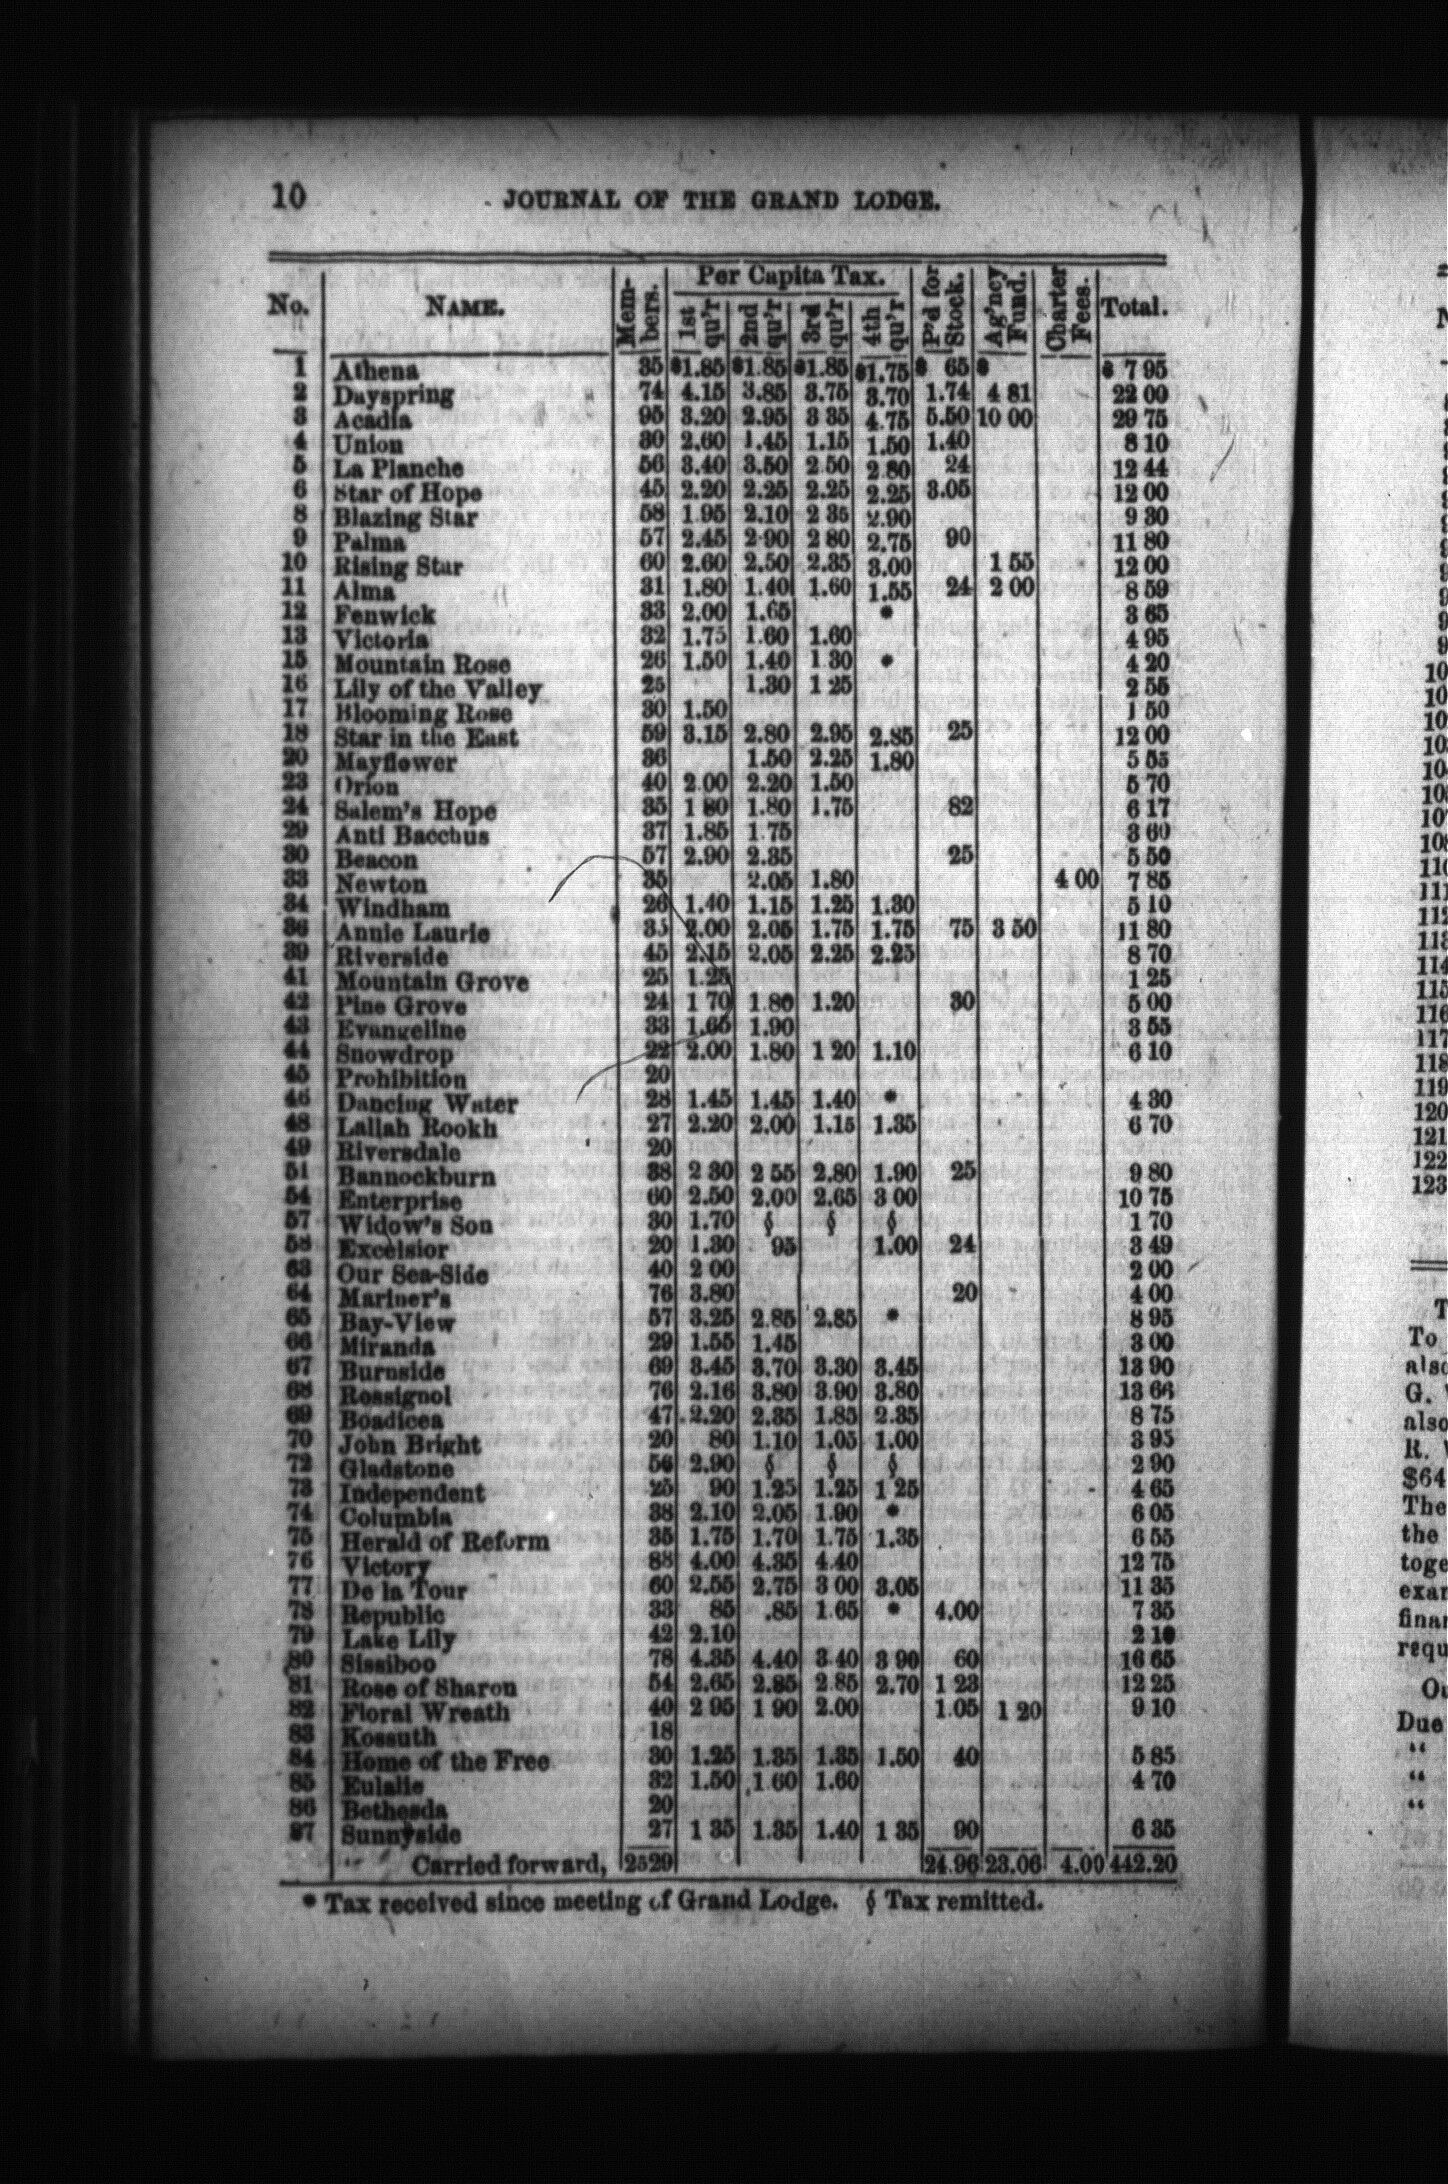 10 JOURNAL OF THE GRAND LODGE.
No. NAME. Members. Per Capita Tax. P'd for Stock. Ag'ncy Fund. Charter Fees. Total.
1st qu'r 2nd qu'r 3rd qu'r 4th qu'r
1 Athena 35 $1.85 $1.85 $1.85 $1.75 $ 65 $ $ 7 95
2 Dayspring 74 4.15 3.85 3.75 3.70 1.74 4 81 22 00
3 Acadia 95 3.20 2.95 3 35 4.75 5.50 10 00 29 75
4 Union 30 2.60 1.45 1.15 1.50 1.40 8 10
5 La Planche 56 3.40 3.50 2 50 2.80 24 12 44
6 Star of Hope 45 2.20 2.25 2.25 2.25 3.05 12 00
8 Blazing Star 58 1.95 2.10 2 35 2.90 9 30
9 Palma 57 2.45 2.90 2 80 2.75 90 11 80
10 Rising Star 60 2.60 2.50 2.35 3.00 1 55 12 00
11 Alma 31 1.80 1.40 1.60 1.55 24 2 00 8 59
12 Fenwick 33 2.00 1.65 * 3 65
13 Victoria 32 1.75 1.60 1.60 4 95
15 Mountain Rose 26 1.50 1.40 1 30 * 4 20
16 Lily of the Valley 25 1.30 1 25 2 55
17 Blooming Rose 30 1.50 1 50
18 Star in the East 59 3.15 2.80 2.95 2.85 25 12 00
20 Mayflower 36 1.50 2.25 1.80 5 55
23 Orion 40 2.00 2.20 1.50 5 70
24 Salem's Hope 35 1 80 1.80 1.75 82 6 17
29 Anti Bacchus 37 1.85 1 75 3 60
30 Beacon 57 2.90 2.35 25 5 50
33 Newton 35 2.05 1.80 4 00 7 85
34 Windham 26 1.40 1.15 1.25 1.30 5 10
36 Annie Laurie 35 2.00 2.05 1.75 1.75 75 3 50 11 80
39 Riverside 45 2.15 2.05 2.25 2.25 8 70
41 Mountain Grove 25 1.25 1 25
42 Pine Grove 24 1 70 1.80 1.20 30 5 00
43 Evangeline 33 1.65 1.90 3 55
44 Snowdrop 22 2.00 1.80 1 20 1.10 6 10
45 Prohibition 20
46 Dancing Water 28 1.45 1.45 1.40 * 4 30
48 Lallah Rookh 27 2.20 2.00 1.15 1.35 6 70
49 Riversdale 20
51 Bannockburn 38 2 30 2 55 2.80 1.90 25 9 80
54 Enterprise 60 2.50 2.00 2.65 3 00 10 75
57 Widow's Son 30 1.70 § § § 1 70
58 Excelsior 20 1.30 95 1.00 24 3 49
63 Our Sea-Side 40 2 00 2 00
64 Mariner's 76 3.80 20 4 00
65 Bay-View 57 3.25 2.85 2.85 * 8 95
66 Miranda 29 1.55 1.45 3 00
67 Burnside 69 3.45 3.70 3.30 3.45 13 90
68 Rossignol 76 2.16 3.80 3.90 3.80 13 66
69 Boadicea 47 2.20 2.35 1.85 2.35 8 75
70 John Bright 20 80 1.10 1.05 1.00 3 95
72 Gladstone 56 2.90 § § § 2 90
73 Independent 25 90 1.25 1.25 1 25 4 65
74 Columbia 38 2.10 2.05 1.90 * 6 05
75 Herald of Reform 35 1.75 1.70 1.75 1.35 6 55
76 Victory 88 4.00 4.35 4.40 12 75
77 De la Tour 60 2.55 2.75 3 00 3.05 11 35
78 Republic 33 85 .85 1.65 * 4.00 7 35
79 Lake Lily 42 2.10 2 10
80 Sissiboo 78 4.35 4.40 3.40 3 90 60 16 65
81 Rose of Sharon 54 2.65 2.85 2.85 2.70 1 23 12 25
82 Floral Wreath 40 2 95 1 90 2.00 1.05 1 20 9 10
83 Kossuth 18
84 Home of the Free 30 1.25 1.35 1.35 1.50 40 5 85
85 Eulalie 32 1.50 1.60 1.60 4 70
86 Bethesda 20
87 Sunnyside 27 1 35 1.35 1.40 1 35 90 6 35
Carried forward, 2529 24.96 23.06 4.00 442.20
* Tax received since meeting of Grand Lodge. § Tax remitted.
10
10
10
114
115
116
117
118
119
120
121
122
123
To
also
G.
also
R.
$64
The
the
toge
exar
finar
requ
Due
"
"
"